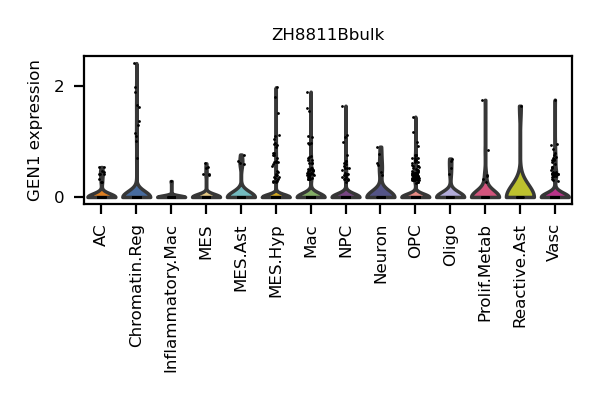 ZH8811Bbulk
GEN1 expression
2
0
AC
Chromatin.Reg
Inflammatory.Mac
MES
MES.Ast
MES.Hyp
Mac
NPC
Neuron
OPC
Oligo
Prolif.Metab
Reactive.Ast
Vasc